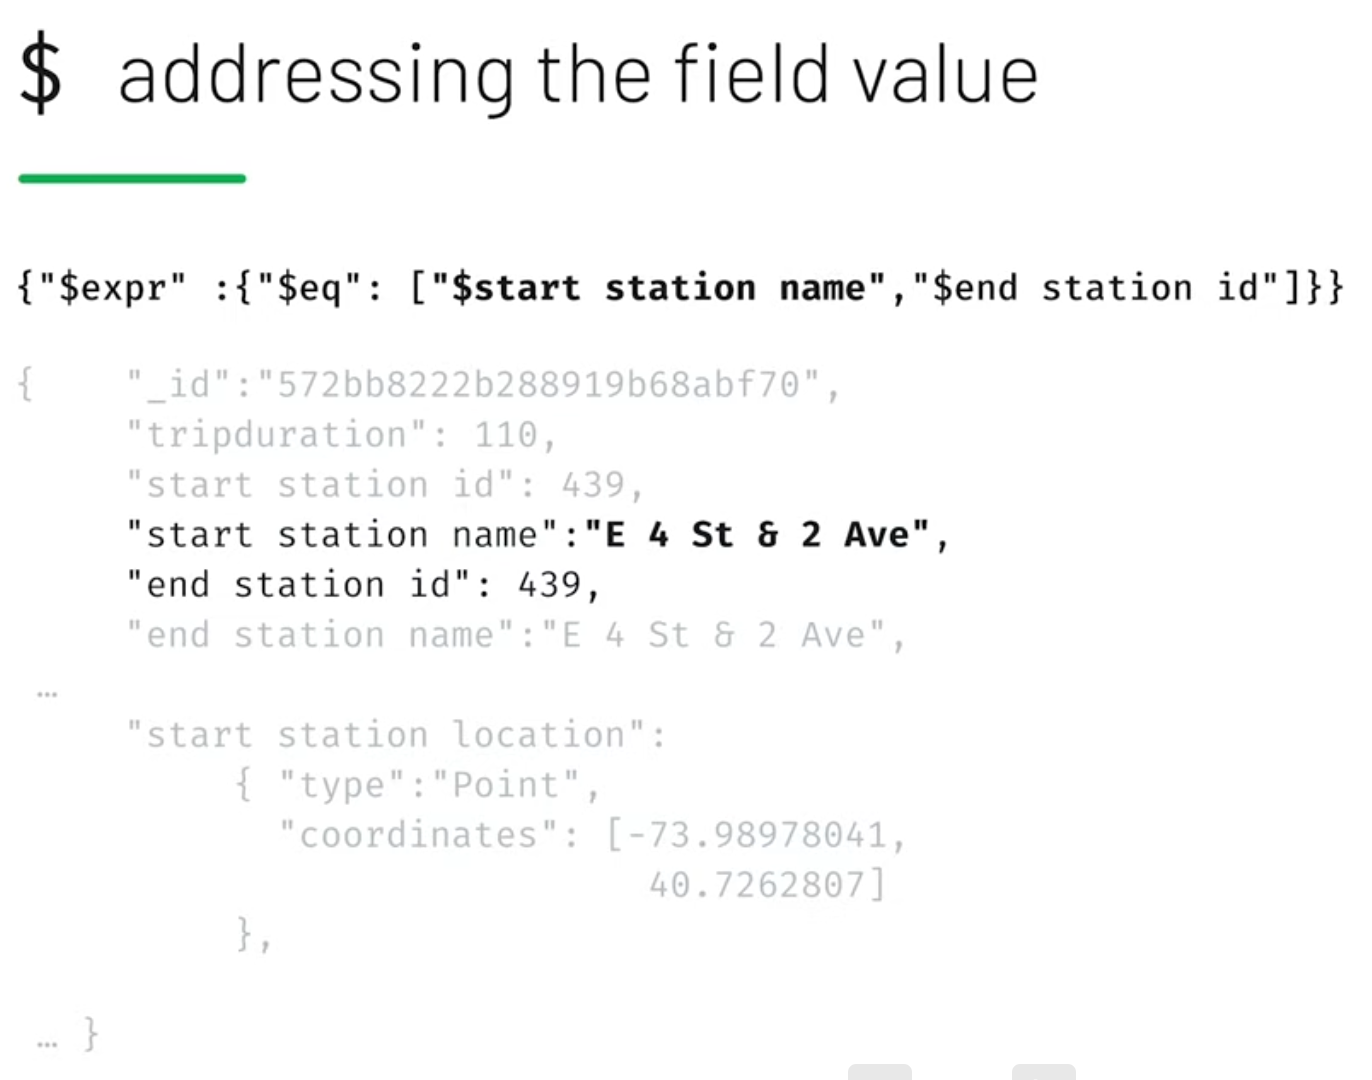 $ addressing the field value
{"$expr" :{"$eq": ["$start station name","$end station id"]}}
{ "_id":"572bb8222b288919b68abf70",
"tripduration": 110,
"start station id": 439,
"start station name":"E 4 St & 2 Ave",
"end station id": 439,
"end station name":"E 4 St & 2 Ave",
…
"start station location":
{ "type":"Point",
"coordinates": [-73.98978041,
40.7262807]
},
… }